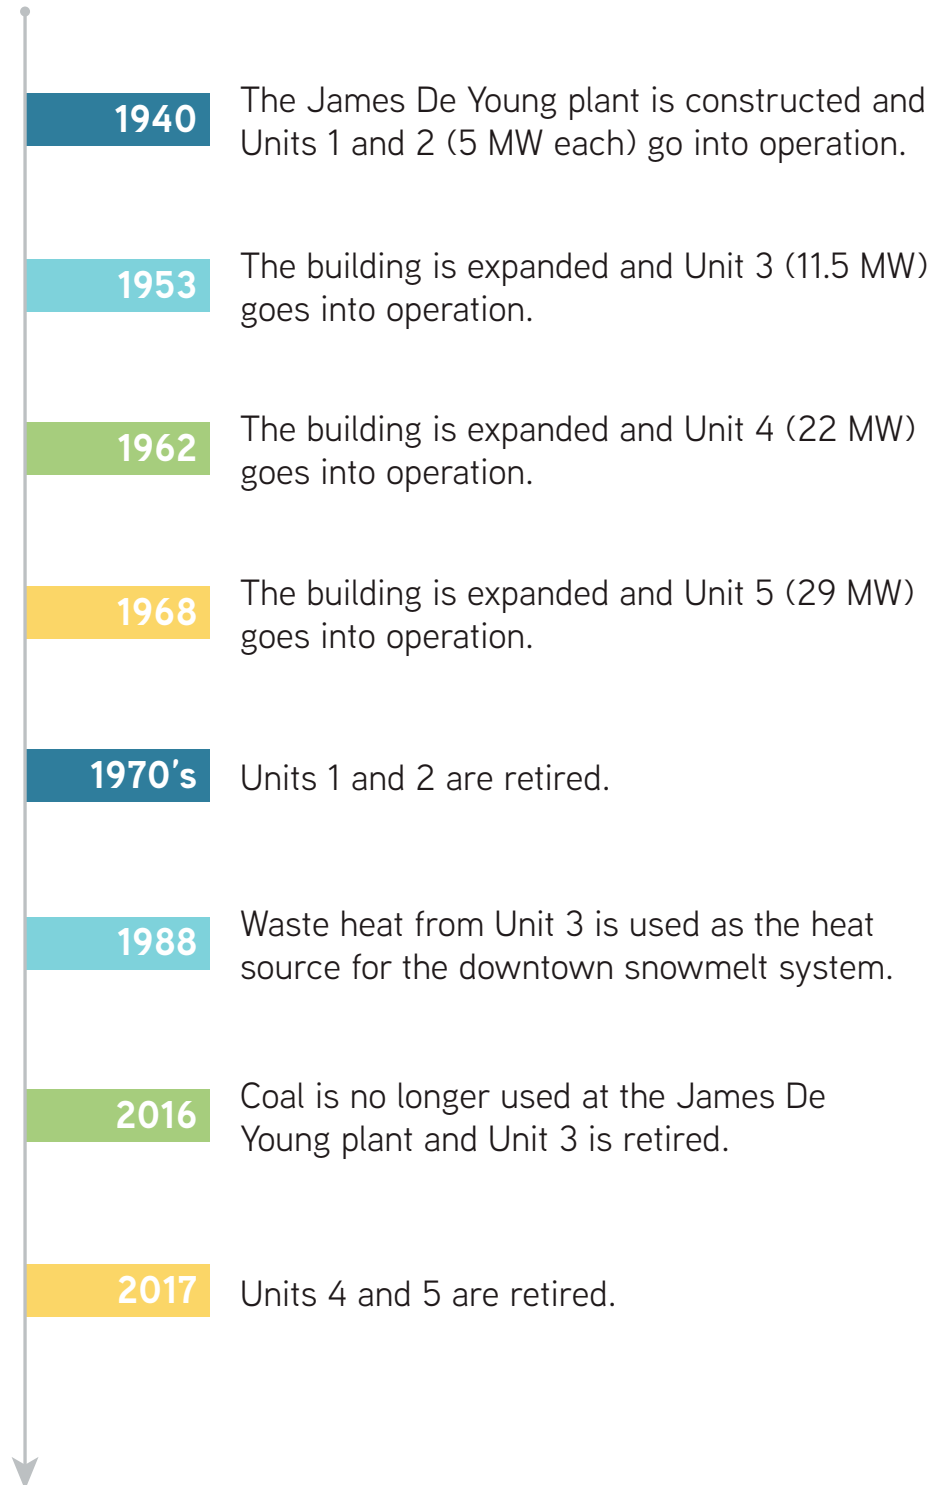 1940
The James De Young plant is constructed and
Units 1 and 2 (5 MW each) go into operation.
1953
The building is expanded and Unit 3 (11.5 MW)
goes into operation.
1962
The building is expanded and Unit 4 (22 MW)
goes into operation.
1968
The building is expanded and Unit 5 (29 MW)
goes into operation.
1970's
Units 1 and 2 are retired.
1988
Waste heat from Unit 3 is used as the heat
source for the downtown snowmelt system.
2016
Coal is no longer used at the James De
Young plant and Unit 3 is retired.
2017
Units 4 and 5 are retired.